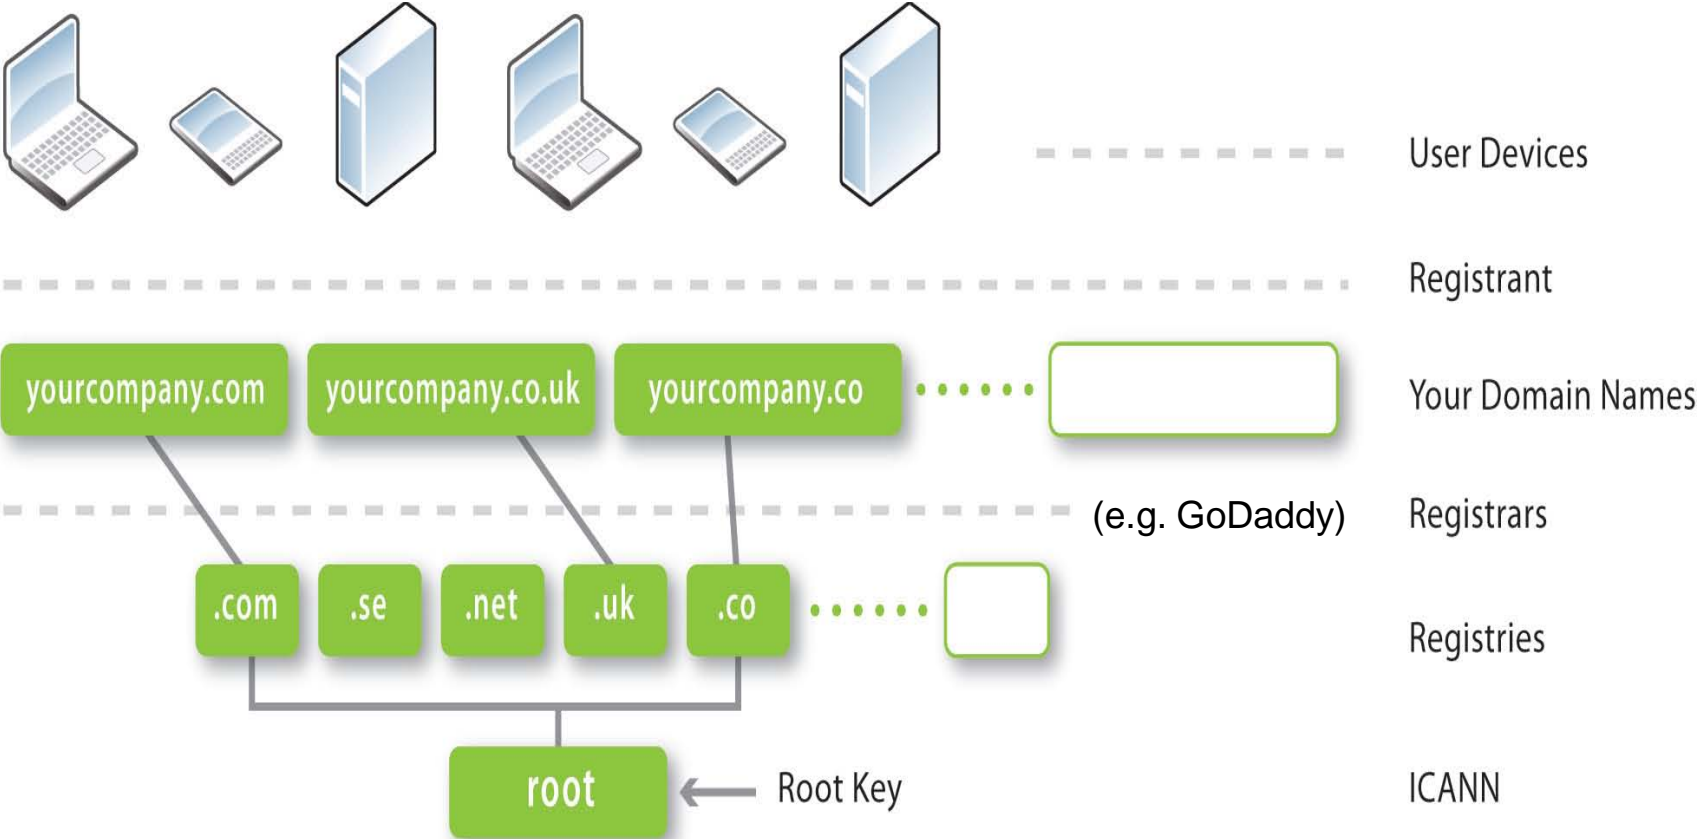 User Devices
Registrant
yourcompany.com yourcompany.co.uk yourcompany.co Your Domain Names
(e.g. GoDaddy) Registrars
.com .se .net .uk .co
Registries
root Root Key ICANN